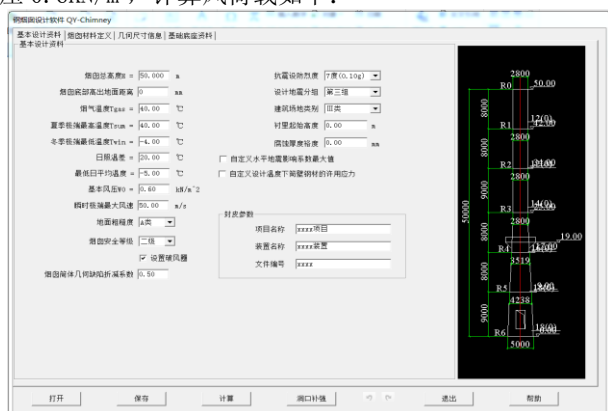 压 0.6kN/m²，计算风荷载如下：
钢烟囱设计软件 QY-Chimney
基本设计资料 烟囱材料定义 几何尺寸信息 基础底座资料
基本设计资料
烟囱总高度H = 50.000 m
烟囱底部高出地面距离 0 mm
烟气温度Tgas = 40.00 ℃
夏季极端最高温度Tsum = 40.00 ℃
冬季极端最低温度Twin = -4.00 ℃
日照温差 = 20.00 ℃
最低日平均温度 = -5.00 ℃
基本风压W0 = 0.60 kN/m^2
瞬时极端最大风速 50.00 m/s
地面粗糙度 A类
烟囱安全等级 二级
设置破风圈
烟囱筒体几何缺陷折减系数 0.50
抗震设防烈度 7度(0.10g)
设计地震分组 第三组
建筑场地类别 III类
衬里起始高度 0.00 m
腐蚀厚度裕度 0.00 mm
自定义水平地震影响系数最大值
自定义设计温度下筒壁钢材的许用应力
封皮参数
项目名称 xxxx项目
装置名称 xxxx装置
文件编号 xxxx
2800
R0 50.00
8000
R1 12(0)
2800
8000
R2
2800
9000
R3 14(0)
2800
50000
8000
19.00
R4
3519
8000
R5
4238
9000
R6 18(0)
5000
打开 保存 计算 洞口补强 退出 帮助